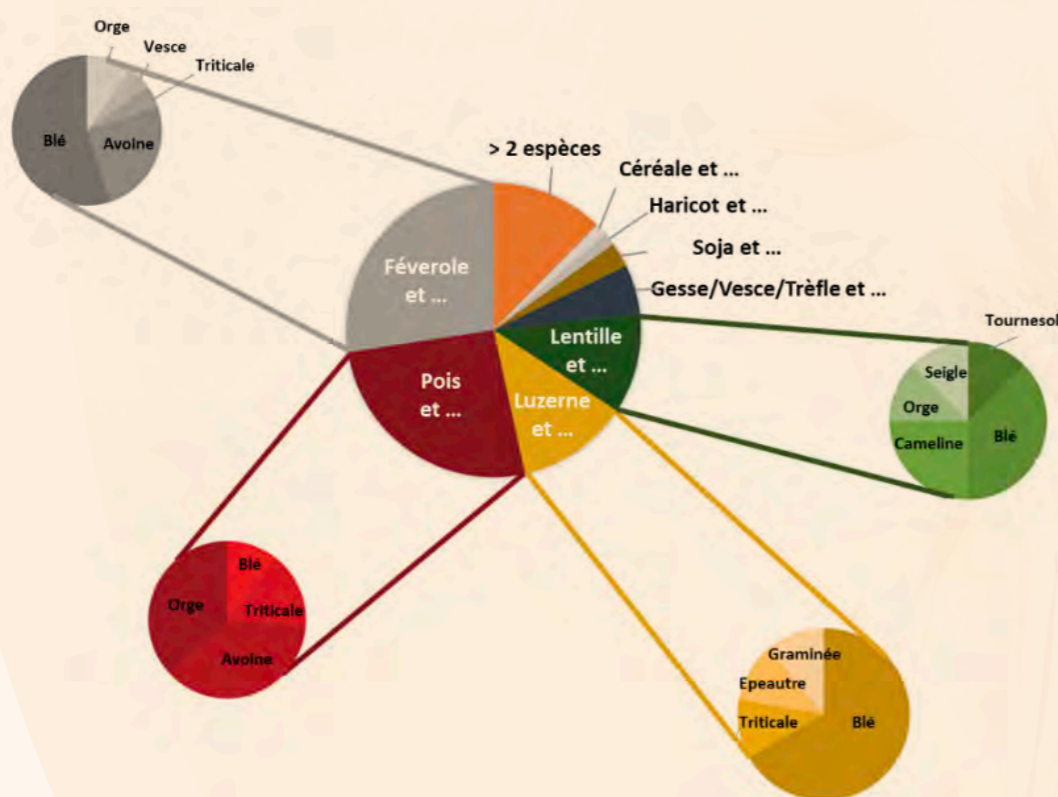 Orge
Vesce
Triticale
Blé
Avoine
> 2 espèces
Céréale et ...
Haricot et ...
Soja et ...
Gesse/Vesce/Trèfle et ...
Féverole
et ...
Lentille
et ...
Pois
et ...
Luzerne
et ...
Tournesol
Seigle
Orge
Cameline
Blé
Blé
Orge
Triticale
Avoine
Graminée
Epeautre
Triticale
Blé